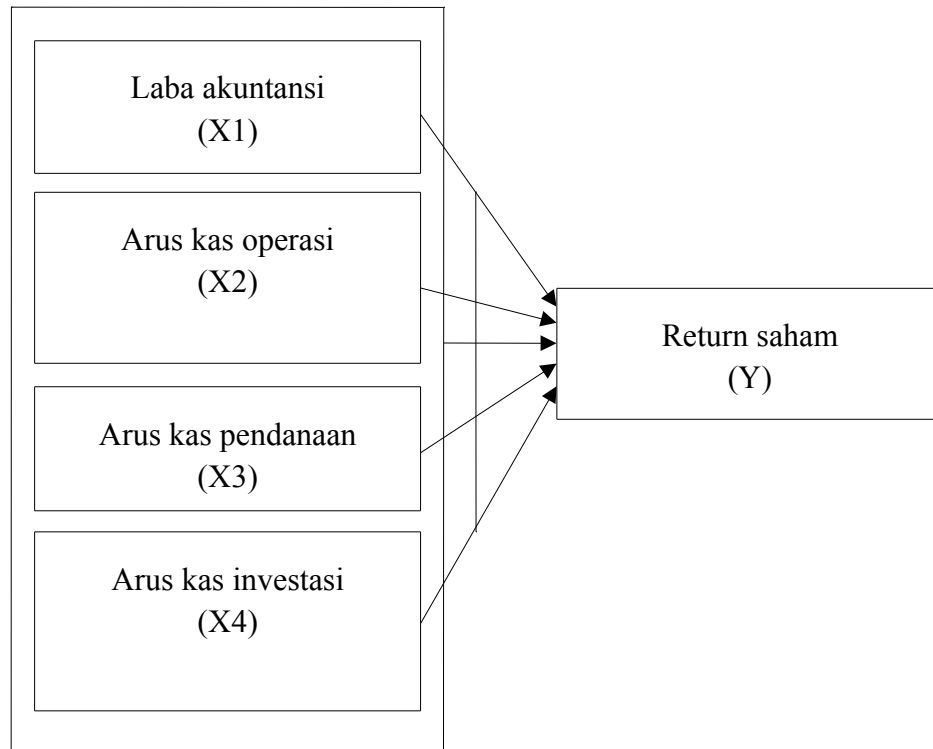 Laba akuntansi
(X1)
Arus kas operasi
(X2)
Arus kas pendanaan
(X3)
Arus kas investasi
(X4)
Return saham
(Y)